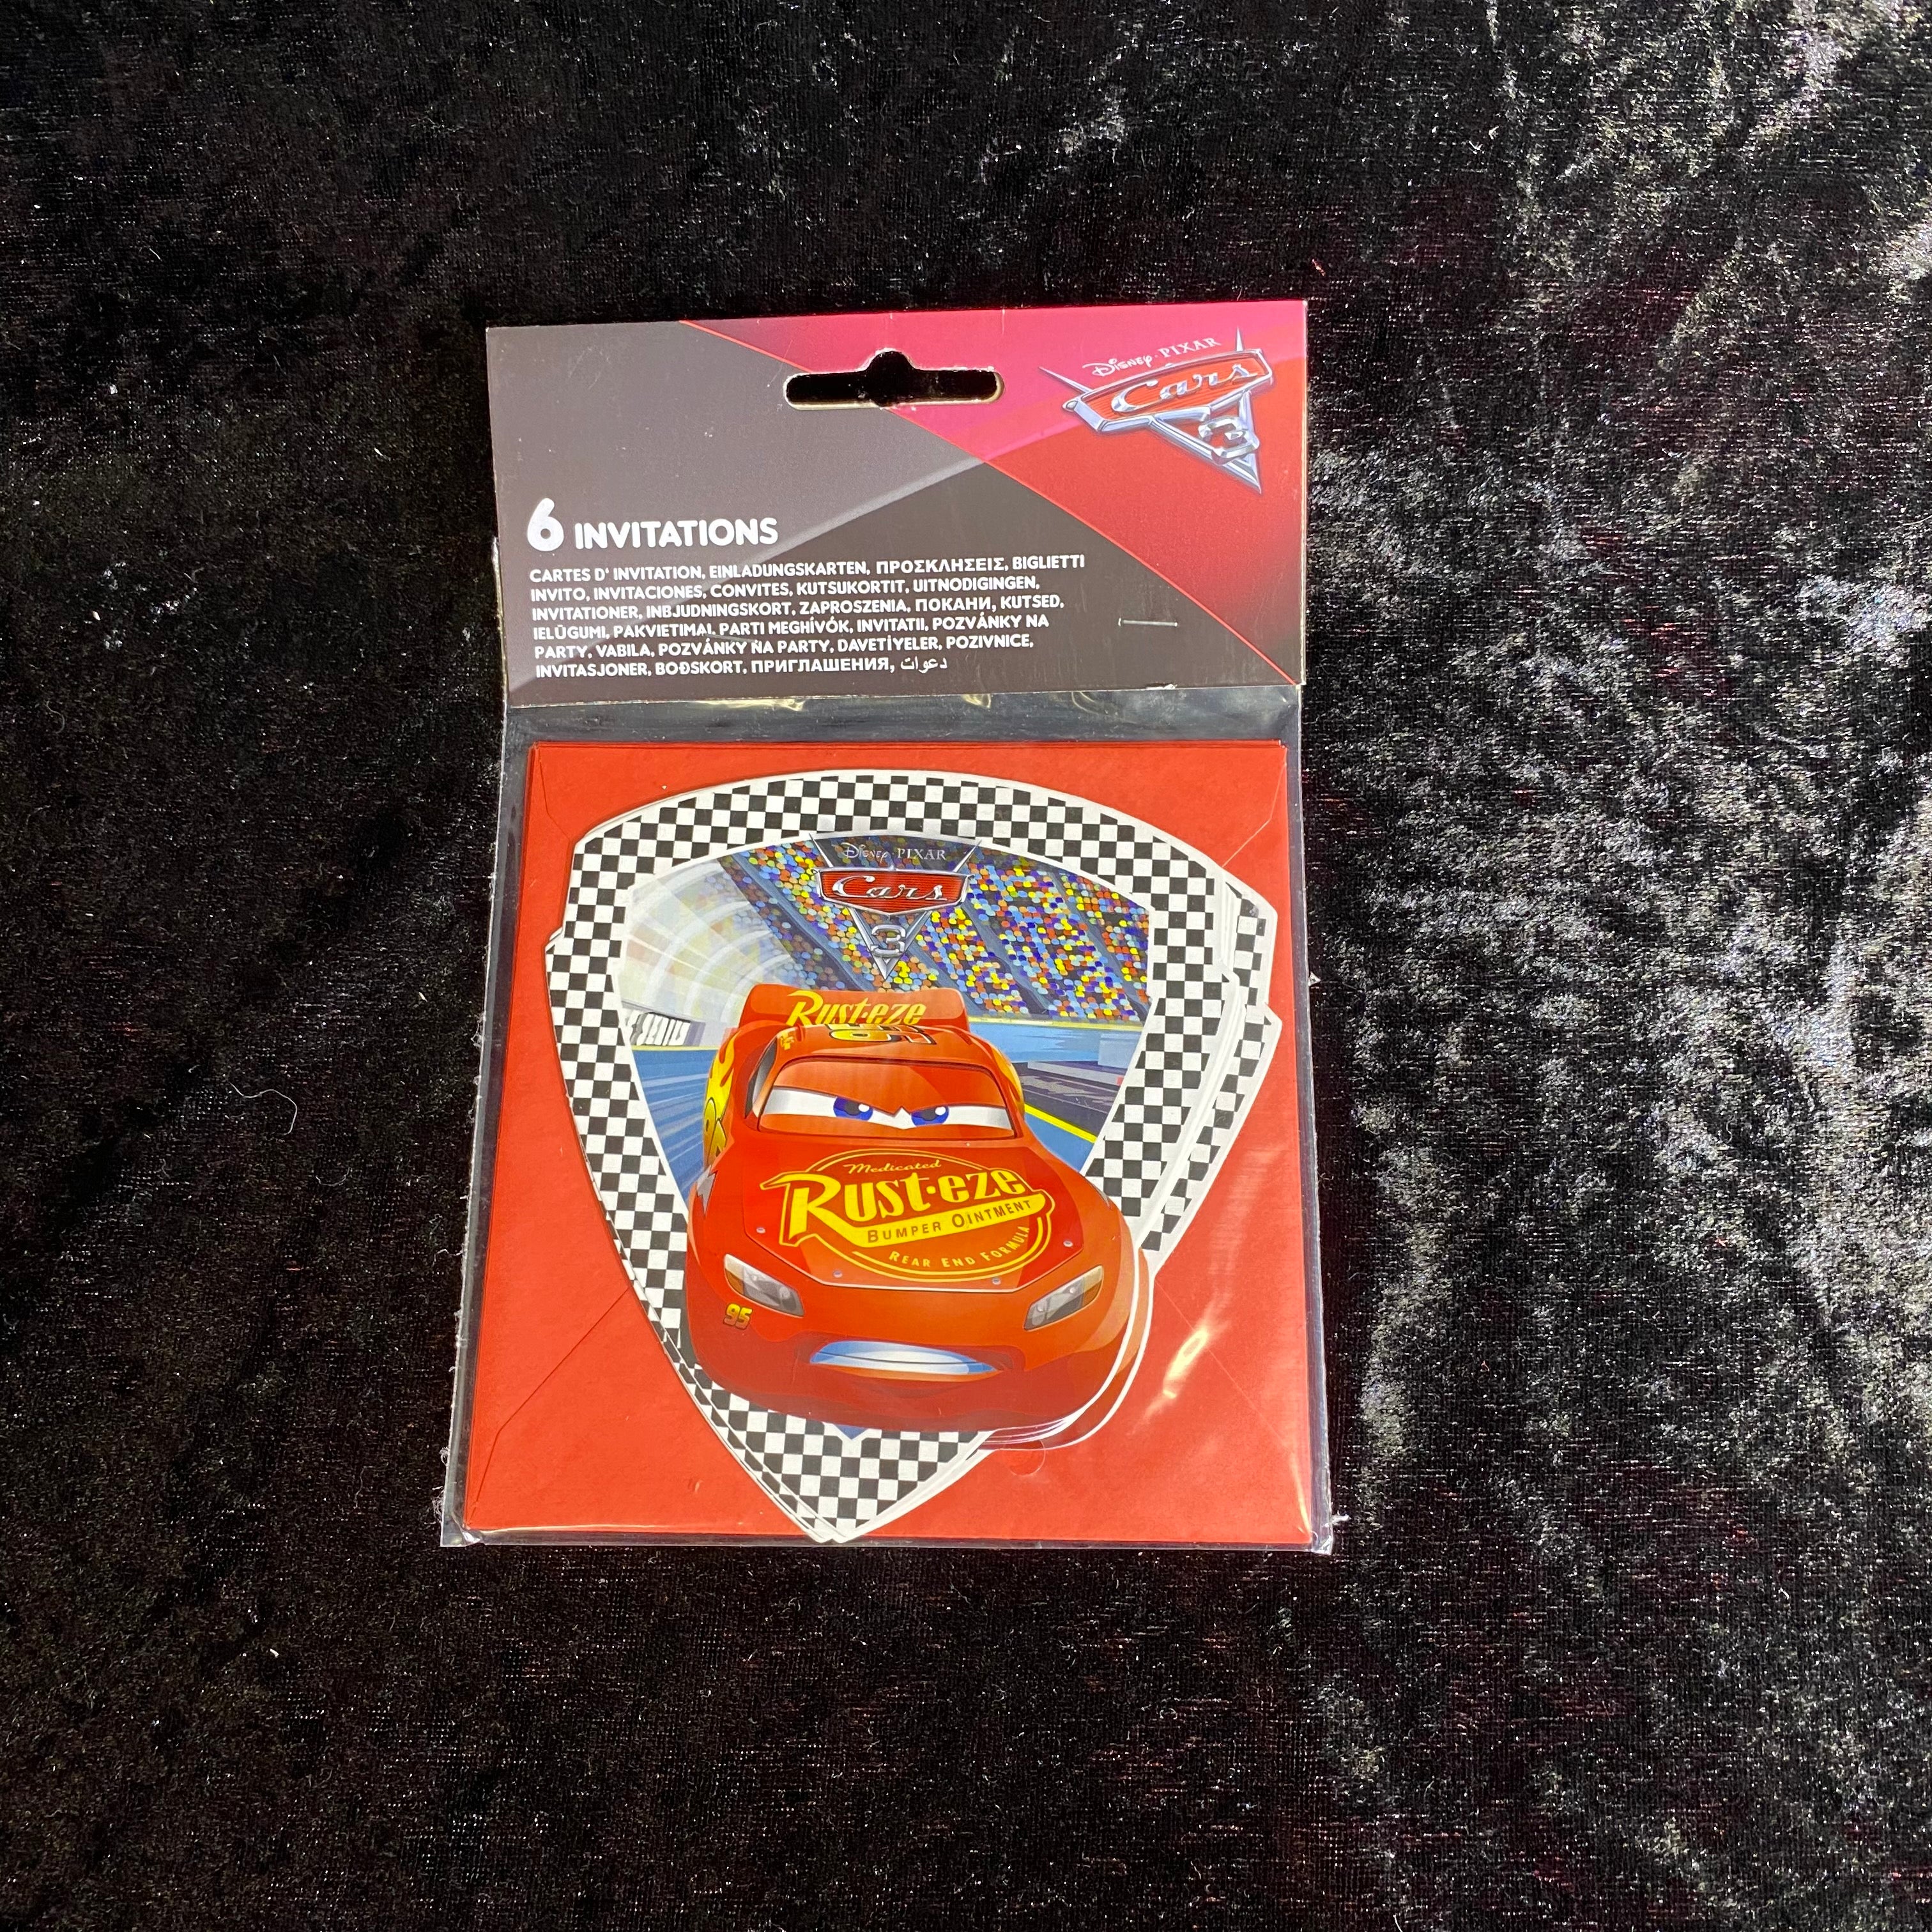 Disney · PIXAR
Cars
3
6 INVITATIONS
CARTES D' INVITATION, EINLADUNGSKARTEN, ΠΡΟΣΚΛΗΣΕΙΣ, BIGLIETTI
INVITO, INVITACIONES, CONVITES, KUTSUKORTIT, UITNODIGINGEN,
INVITATIONER, INBJUDNINGSKORT, ZAPROSZENIA, ПОКАНИ, KUTSED,
IELŪGUMI, PAKVIETIMAI, PARTI MEGHÍVÓK, INVITATII, POZVÁNKY NA
PARTY, VABILA, POZVÁNKY NA PARTY, DAVETİYELER, POZIVNICE,
INVITASJONER, BOÐSKORT, ПРИГЛАШЕНИЯ, دعوات
Disney · PIXAR
Cars
3
Rust·eze
95
Medicated
Rust·eze
BUMPER OINTMENT
REAR END FORMULA
95